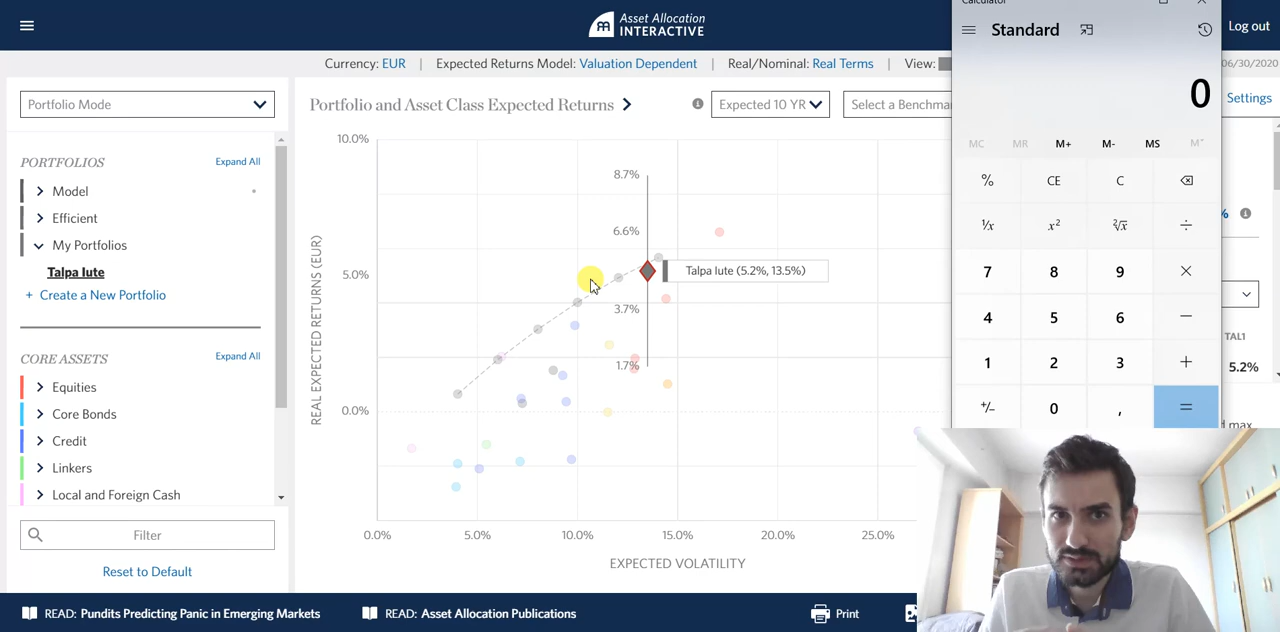 Asset Allocation
INTERACTIVE
Calculator
Standard
Log out
Currency: EUR | Expected Returns Model: Valuation Dependent | Real/Nominal: Real Terms | View:
06/30/2020
Portfolio Mode
Portfolio and Asset Class Expected Returns
Expected 10 YR
Select a Benchma
Settings
0
MC MR M+ M- MS M
% CE C
¹/x x² ²√x ÷
7 8 9 ×
4 5 6 −
1 2 3 +
+/− 0 , =
PORTFOLIOS Expand All
Model
Efficient
My Portfolios
Talpa Iute
+ Create a New Portfolio
CORE ASSETS Expand All
Equities
Core Bonds
Credit
Linkers
Local and Foreign Cash
Filter
Reset to Default
REAL EXPECTED RETURNS (EUR)
10.0%
5.0%
0.0%
8.7%
6.6%
Talpa Iute (5.2%, 13.5%)
3.7%
1.7%
0.0% 5.0% 10.0% 15.0% 20.0% 25.0%
EXPECTED VOLATILITY
%
TAL1
5.2%
max
READ: Pundits Predicting Panic in Emerging Markets
READ: Asset Allocation Publications
Print